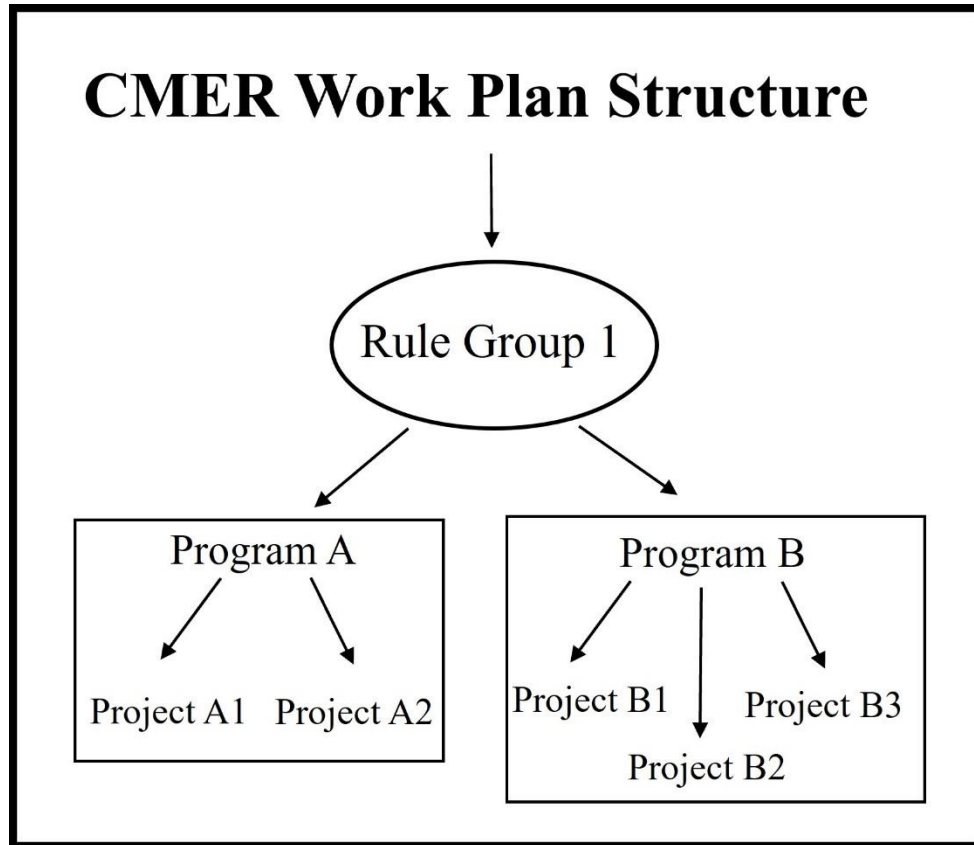 CMER Work Plan Structure
Rule Group 1
Program A
Project A1
Project A2
Program B
Project B1
Project B2
Project B3